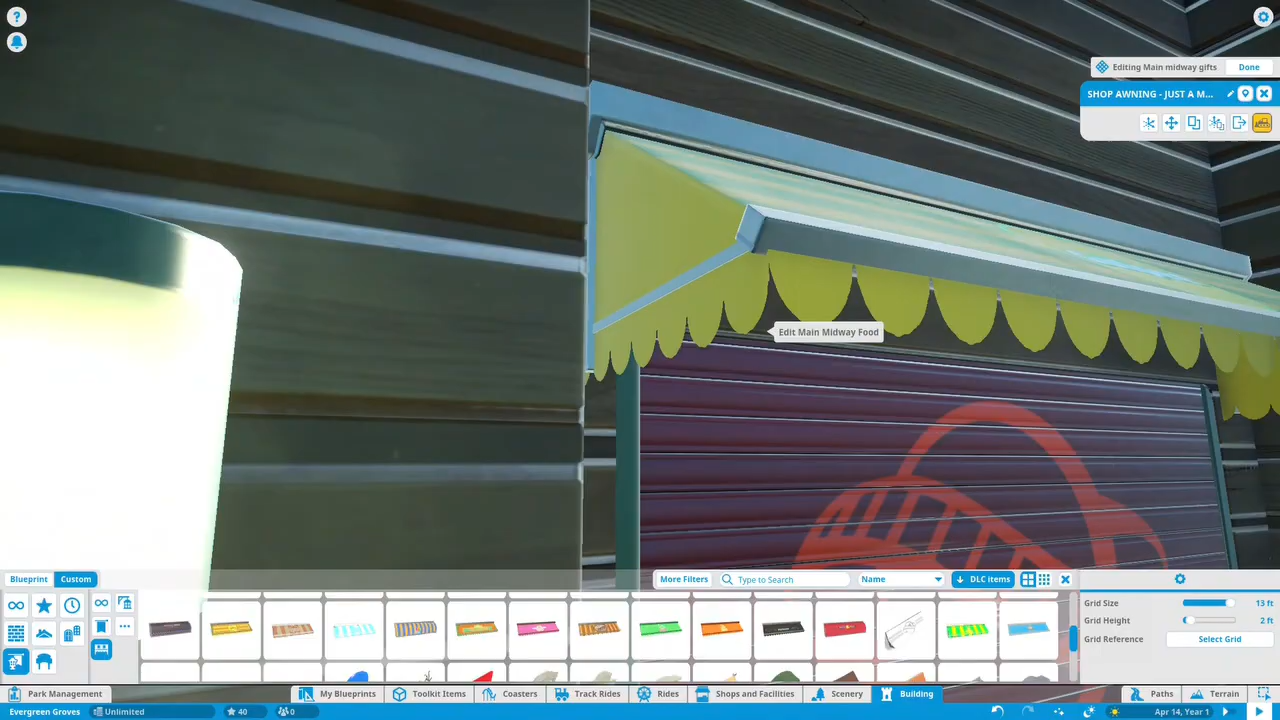 ?
Editing Main midway gifts Done
SHOP AWNING - JUST A M...
Edit Main Midway Food
Blueprint Custom
More Filters Type to Search Name DLC items
Grid Size 13 ft
Grid Height 2 ft
Grid Reference Select Grid
Park Management My Blueprints Toolkit Items Coasters Track Rides Rides Shops and Facilities Scenery Building Paths Terrain
Evergreen Groves Unlimited 40 0 Apr 14, Year 1